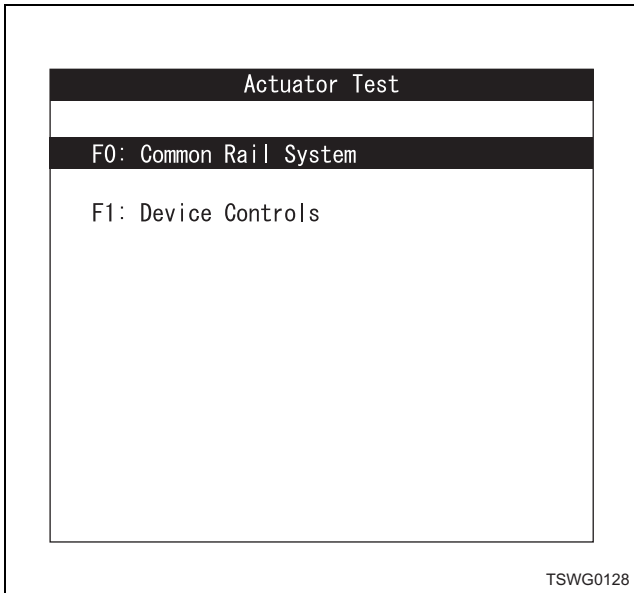 Actuator Test
F0: Common Rail System
F1: Device Controls
TSWG0128